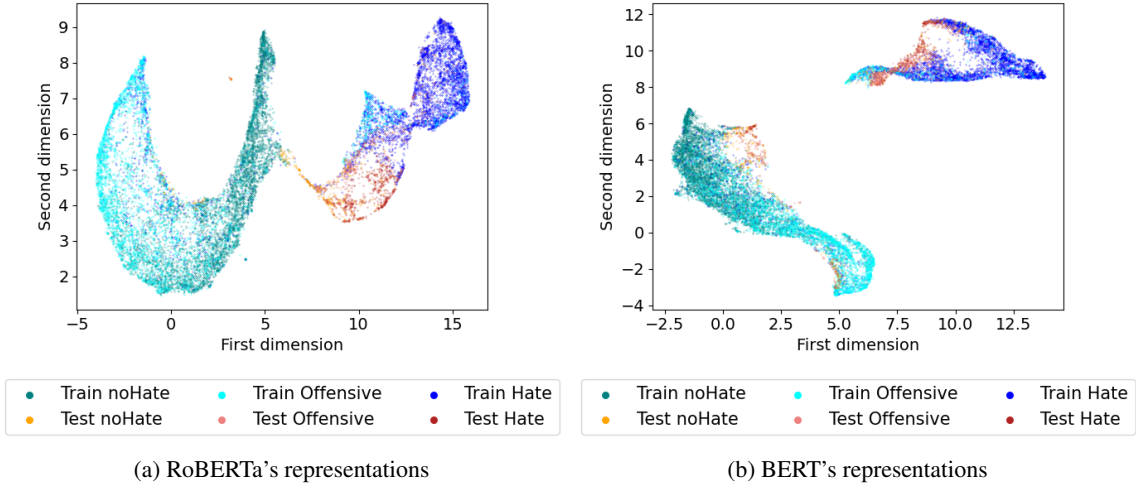 9
8
7
6
5
4
3
2
Second dimension
−5
0
5
10
15
First dimension
Train noHate
Train Offensive
Train Hate
Test noHate
Test Offensive
Test Hate
(a) RoBERTa's representations
12
10
8
6
4
2
0
−2
−4
Second dimension
−2.5
0.0
2.5
5.0
7.5
10.0
12.5
First dimension
Train noHate
Train Offensive
Train Hate
Test noHate
Test Offensive
Test Hate
(b) BERT's representations